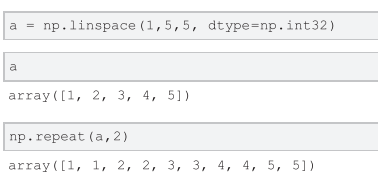 a = np.linspace(1,5,5, dtype=np.int32)
a
array([1, 2, 3, 4, 5])
np.repeat(a,2)
array([1, 1, 2, 2, 3, 3, 4, 4, 5, 5])